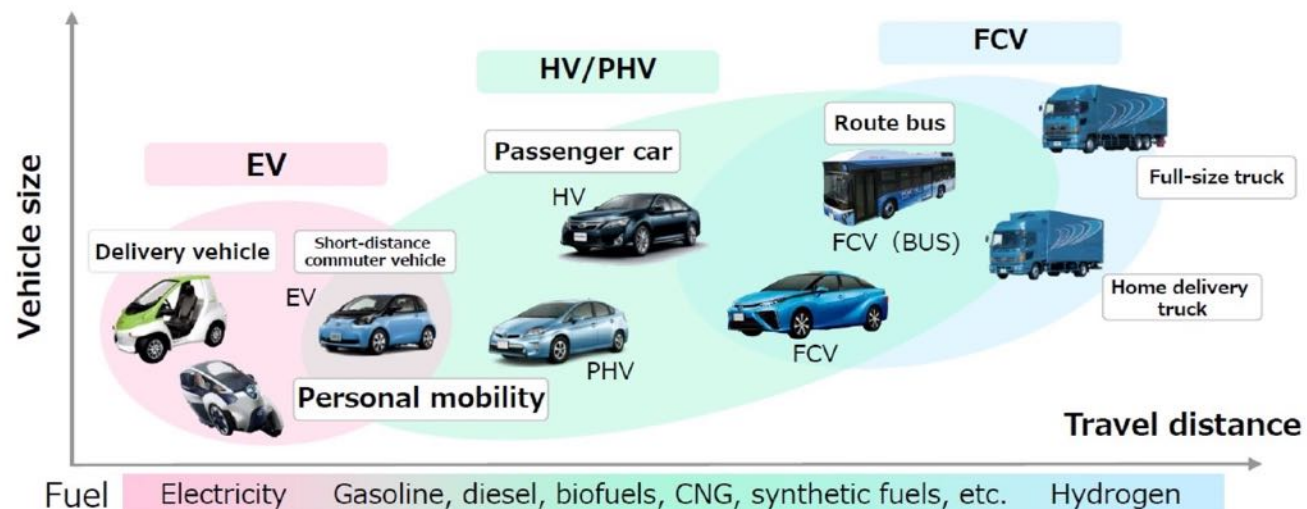 FCV
HV/PHV
EV
Vehicle size
Delivery vehicle
Short-distance
commuter vehicle
EV
Personal mobility
Passenger car
HV
PHV
Route bus
FCV (BUS)
FCV
Full-size truck
Home delivery
truck
Travel distance
Fuel
Electricity
Gasoline, diesel, biofuels, CNG, synthetic fuels, etc.
Hydrogen